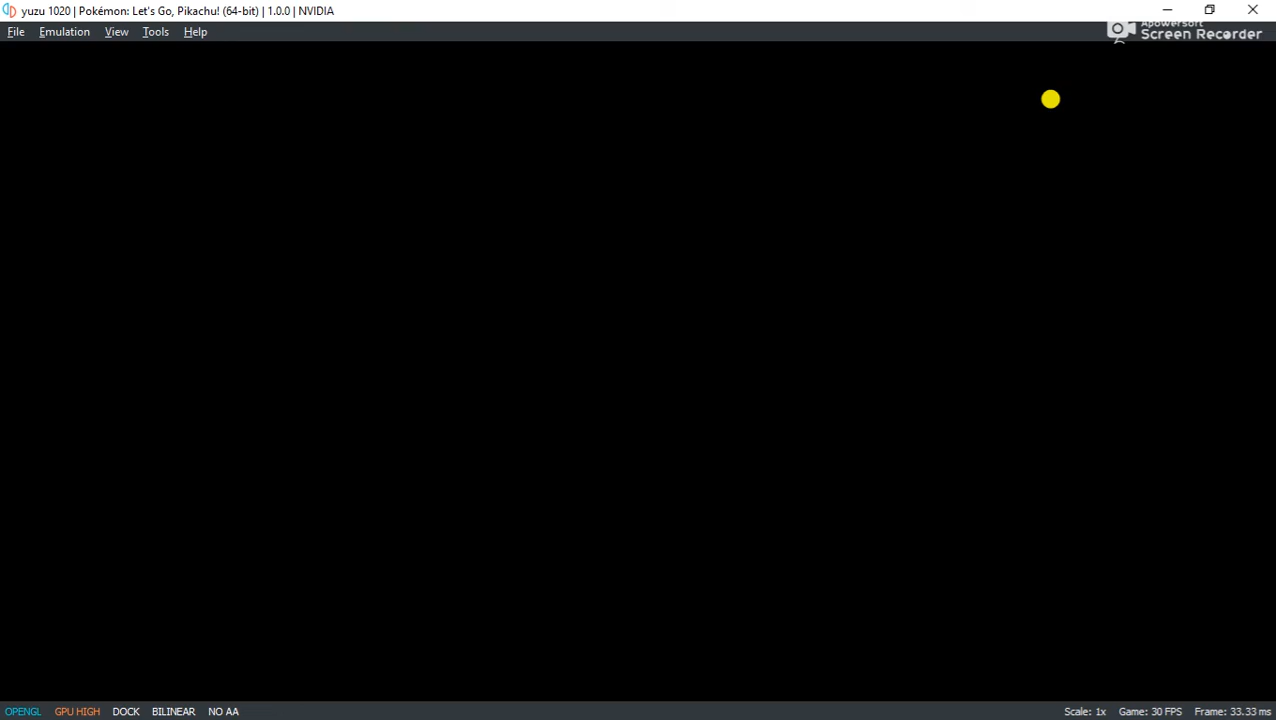 yuzu 1020 | Pokémon: Let's Go, Pikachu! (64-bit) | 1.0.0 | NVIDIA
File Emulation View Tools Help
Apowersoft
Screen Recorder
OPENGL GPU HIGH DOCK BILINEAR NO AA Scale: 1x Game: 30 FPS Frame: 33.33 ms